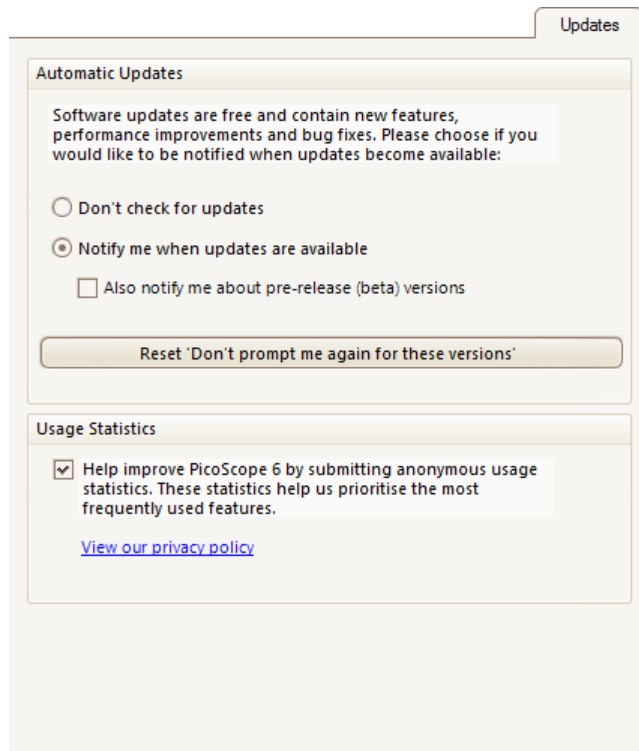 Updates
Automatic Updates
Software updates are free and contain new features,
performance improvements and bug fixes. Please choose if you
would like to be notified when updates become available:
Don't check for updates
Notify me when updates are available
Also notify me about pre-release (beta) versions
Reset 'Don't prompt me again for these versions'
Usage Statistics
Help improve PicoScope 6 by submitting anonymous usage
statistics. These statistics help us prioritise the most
frequently used features.
View our privacy policy